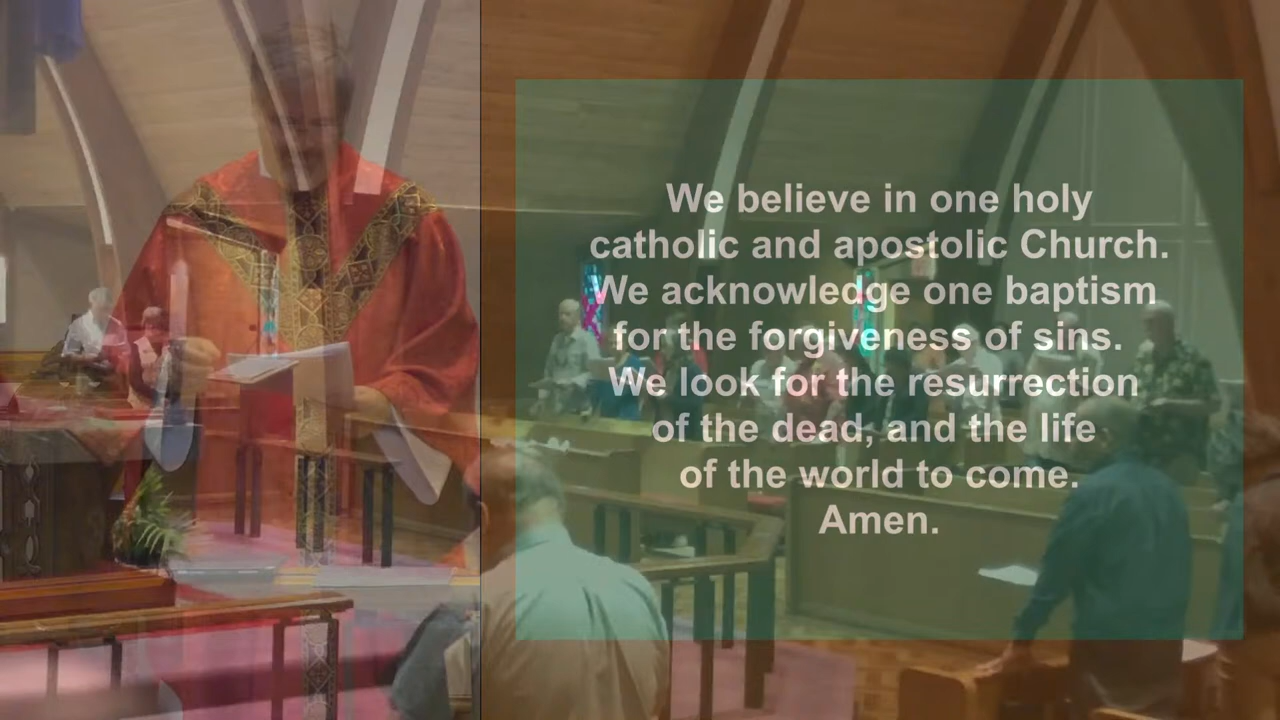 We believe in one holy
catholic and apostolic Church.
We acknowledge one baptism
for the forgiveness of sins.
We look for the resurrection
of the dead, and the life
of the world to come.
Amen.